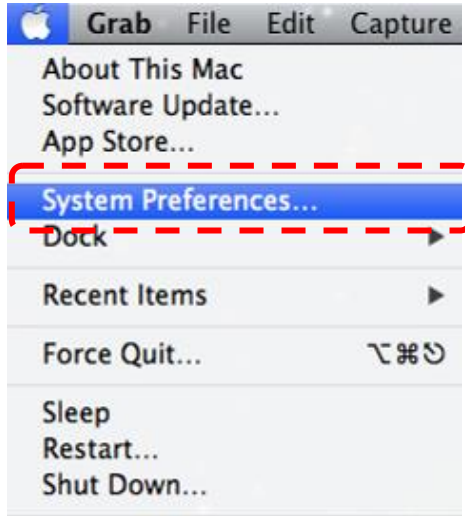 Grab File Edit Capture
About This Mac
Software Update...
App Store...
System Preferences...
Dock ▶
Recent Items ▶
Force Quit... ⌥⌘⎋
Sleep
Restart...
Shut Down...